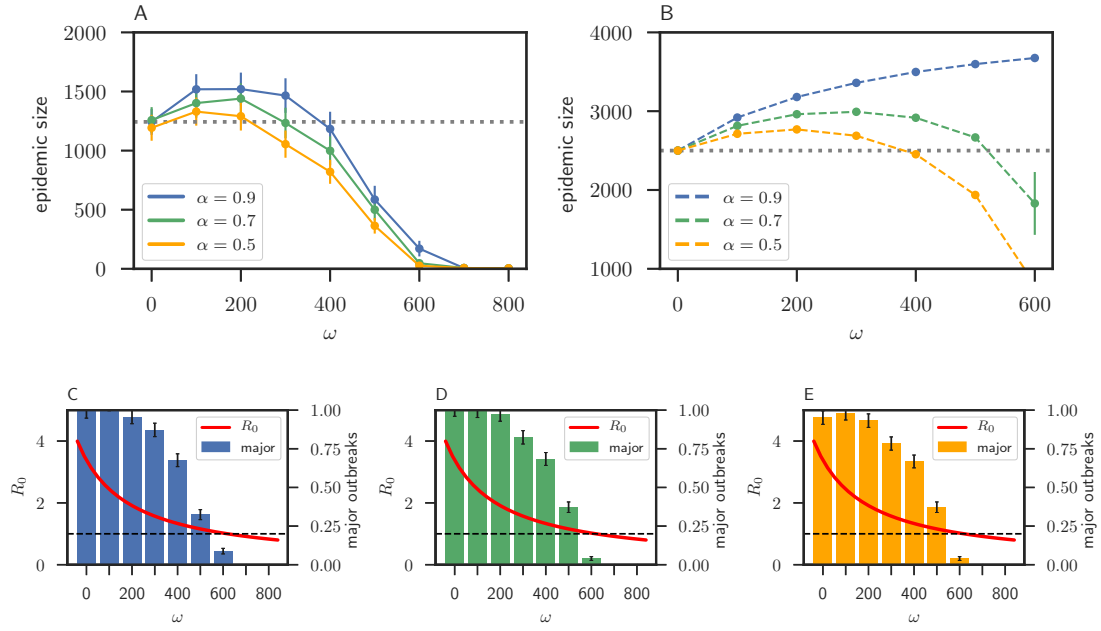 A
2000
1500
1000
500
0
epidemic size
α = 0.9
α = 0.7
α = 0.5
0 200 400 600 800
ω
B
4000
3000
2000
1000
epidemic size
α = 0.9
α = 0.7
α = 0.5
0 200 400 600
ω
C
4
2
0
R0
R0
major
1.00
0.75
0.50
0.25
0.00
major outbreaks
0 200 400 600 800
ω
D
4
2
0
R0
R0
major
1.00
0.75
0.50
0.25
0.00
major outbreaks
0 200 400 600 800
ω
E
4
2
0
R0
R0
major
1.00
0.75
0.50
0.25
0.00
major outbreaks
0 200 400 600 800
ω